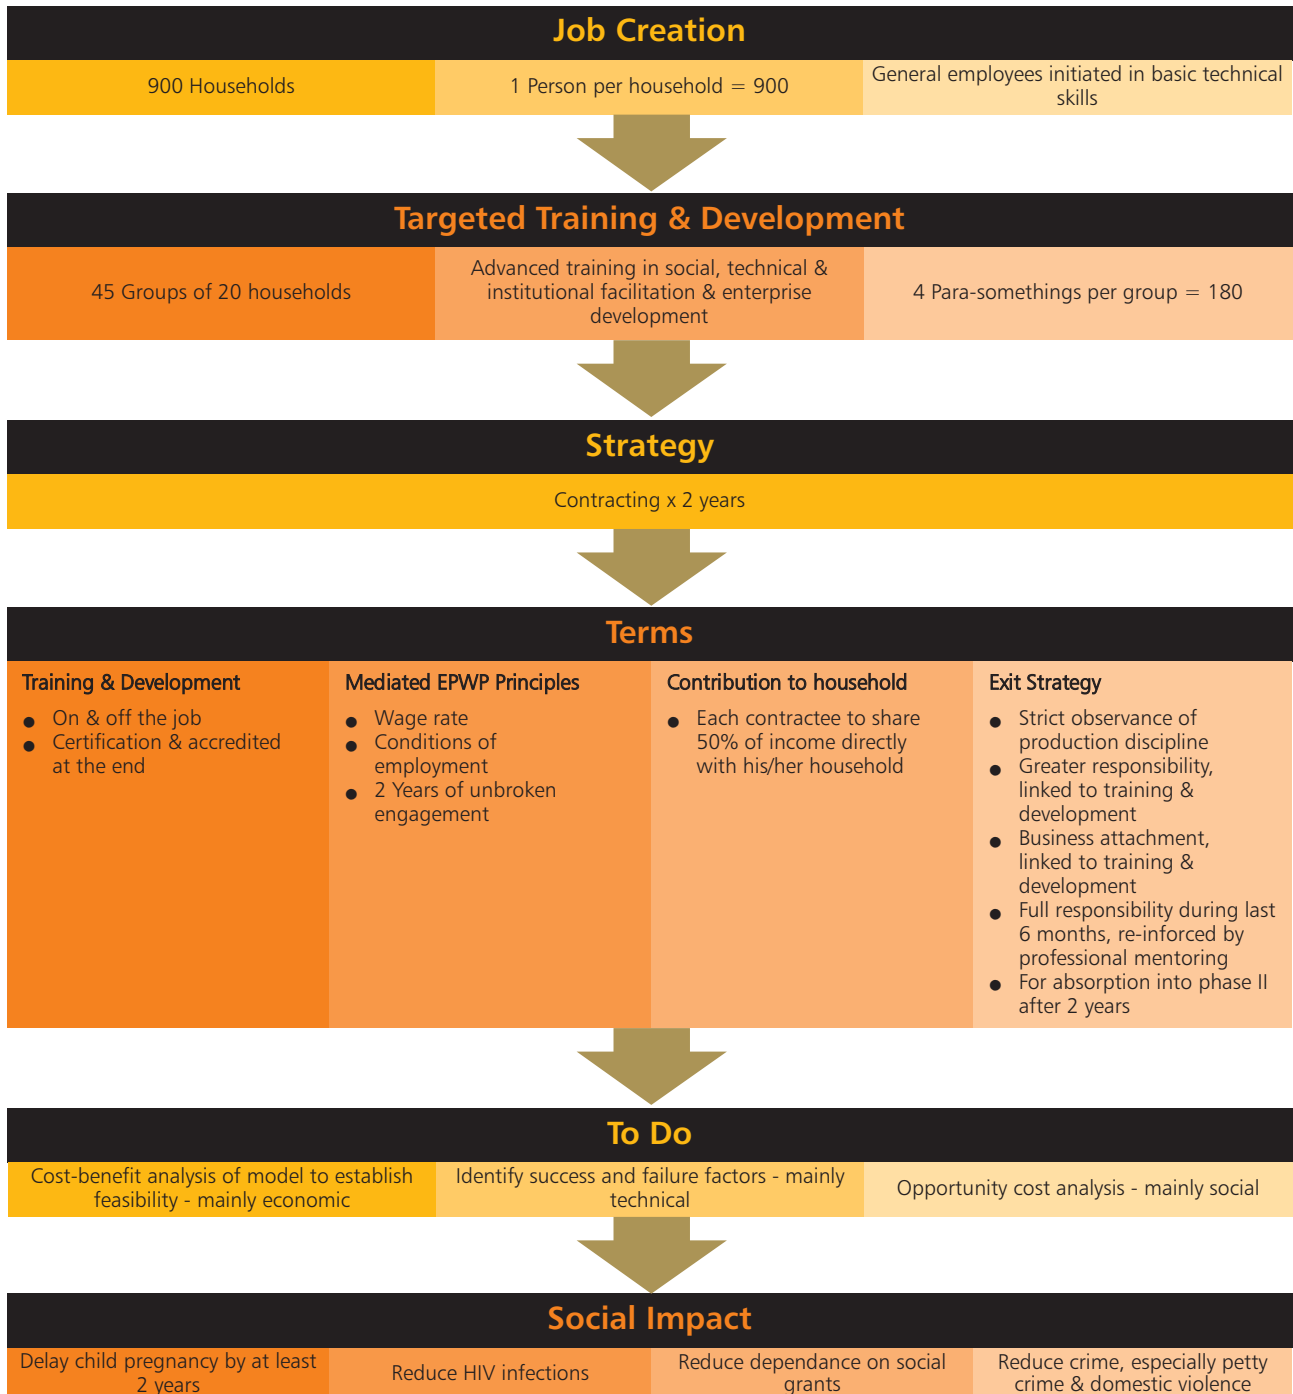 Job Creation
900 Households
1 Person per household = 900
General employees initiated in basic technical
skills
Targeted Training & Development
45 Groups of 20 households
Advanced training in social, technical &
institutional facilitation & enterprise
development
4 Para-somethings per group = 180
Strategy
Contracting x 2 years
Terms
Training & Development
● On & off the job
● Certification & accredited
at the end
Mediated EPWP Principles
● Wage rate
● Conditions of
employment
● 2 Years of unbroken
engagement
Contribution to household
● Each contractee to share
50% of income directly
with his/her household
Exit Strategy
● Strict observance of
production discipline
● Greater responsibility,
linked to training &
development
● Business attachment,
linked to training &
development
● Full responsibility during last
6 months, re-inforced by
professional mentoring
● For absorption into phase II
after 2 years
To Do
Cost-benefit analysis of model to establish
feasibility - mainly economic
Identify success and failure factors - mainly
technical
Opportunity cost analysis - mainly social
Social Impact
Delay child pregnancy by at least
2 years
Reduce HIV infections
Reduce dependance on social
grants
Reduce crime, especially petty
crime & domestic violence